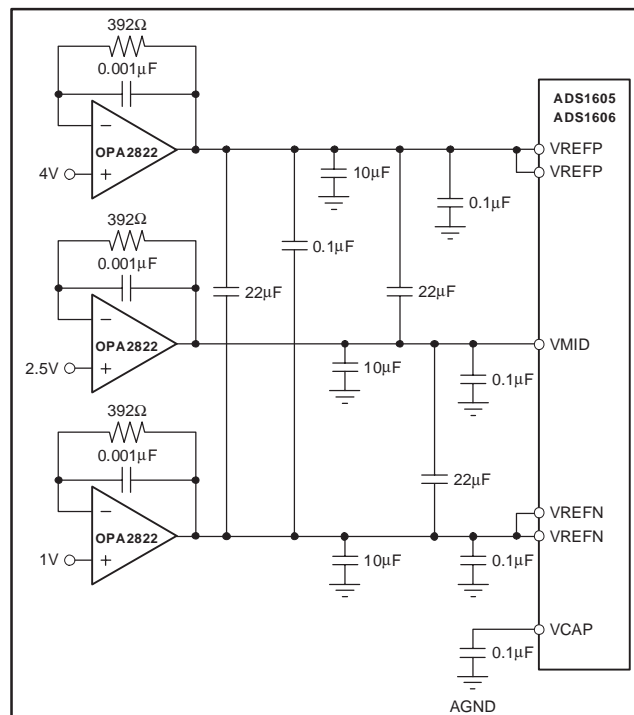 392Ω
0.001µF
ADS1605
ADS1606
OPA2822
VREFP
4V
VREFP
10µF
0.1µF
392Ω
0.001µF
0.1µF
22µF
22µF
OPA2822
VMID
2.5V
10µF
0.1µF
392Ω
0.001µF
22µF
VREFN
OPA2822
VREFN
1V
10µF
0.1µF
VCAP
0.1µF
AGND